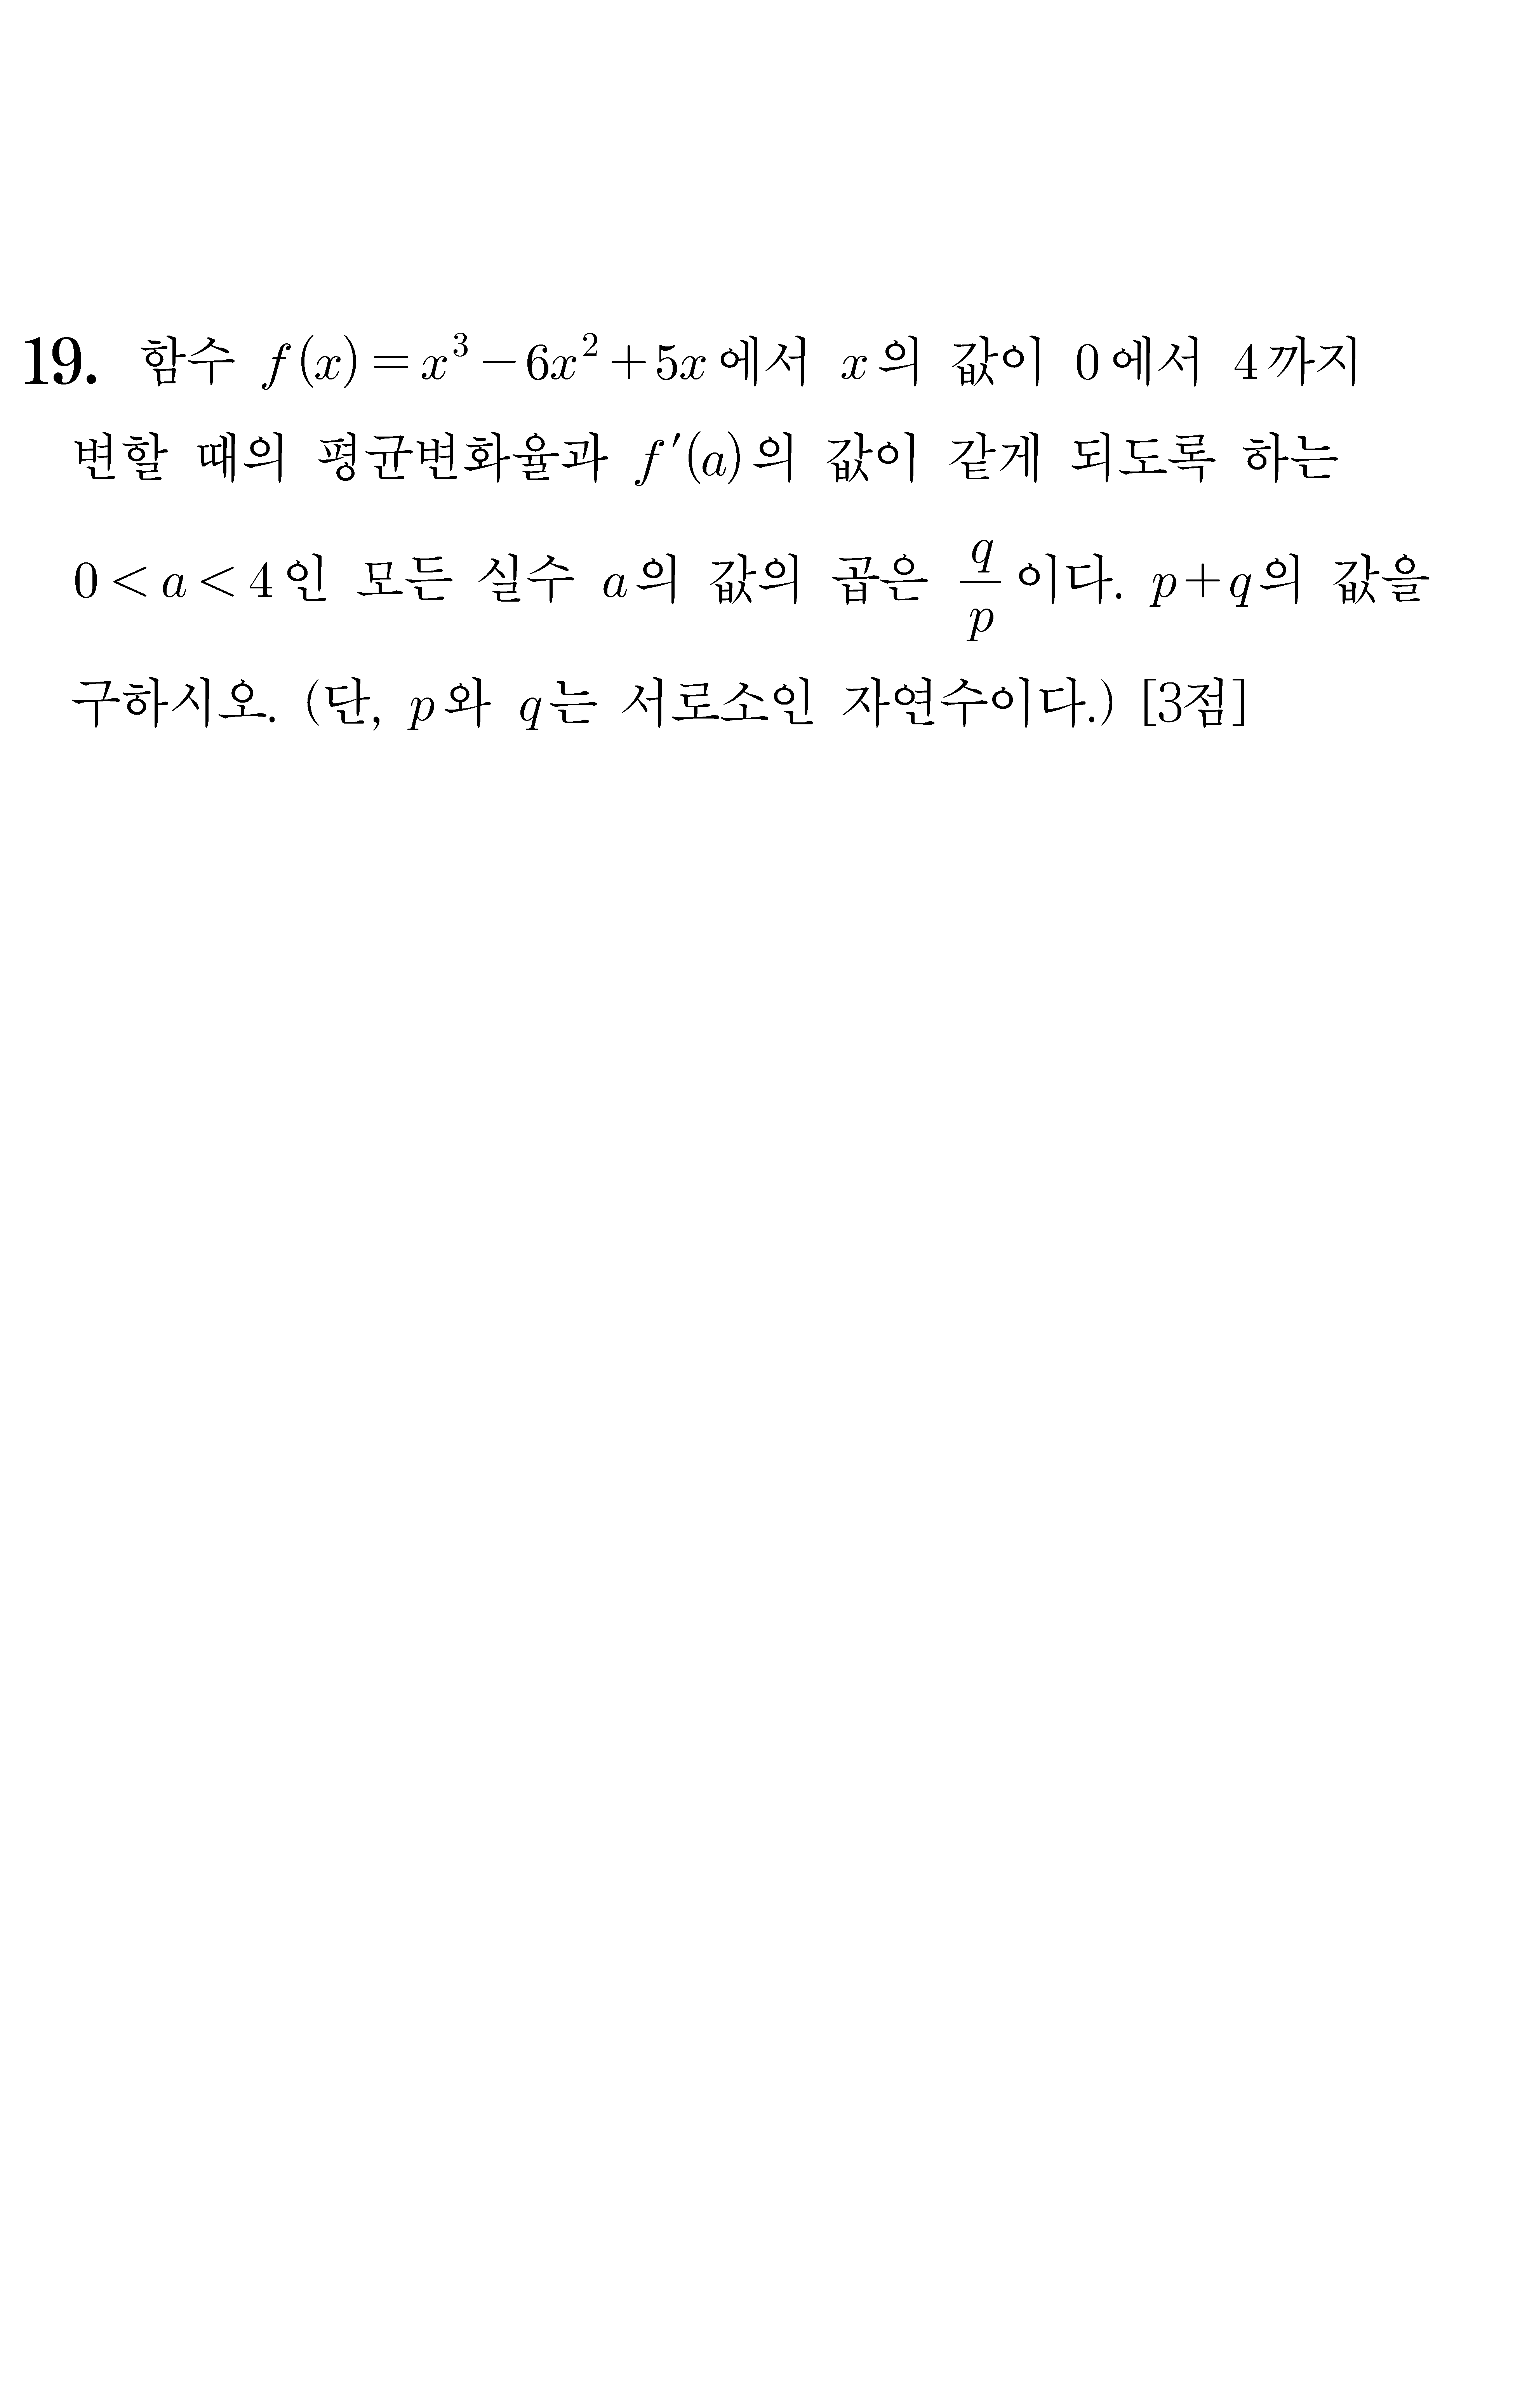 19. 함수 f(x)=x³-6x²+5x에서 x의 값이 0에서 4까지
변할 때의 평균변화율과 f′(a)의 값이 같게 되도록 하는
0<a<4인 모든 실수 a의 값의 곱은 q/p이다. p+q의 값을
구하시오. (단, p와 q는 서로소인 자연수이다.) [3점]